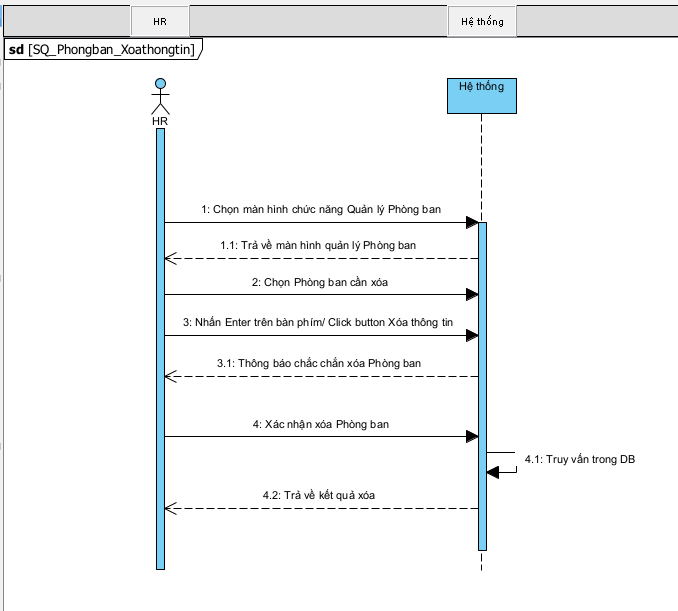 HR
Hệ thống
sd [SQ_Phongban_Xoathongtin]
Hệ thống
HR
1: Chọn màn hình chức năng Quản lý Phòng ban
1.1: Trả về màn hình quản lý Phòng ban
2: Chọn Phòng ban cần xóa
3: Nhấn Enter trên bàn phím/ Click button Xóa thông tin
3.1: Thông báo chắc chắn xóa Phòng ban
4: Xác nhận xóa Phòng ban
4.1: Truy vấn trong DB
4.2: Trả về kết quả xóa